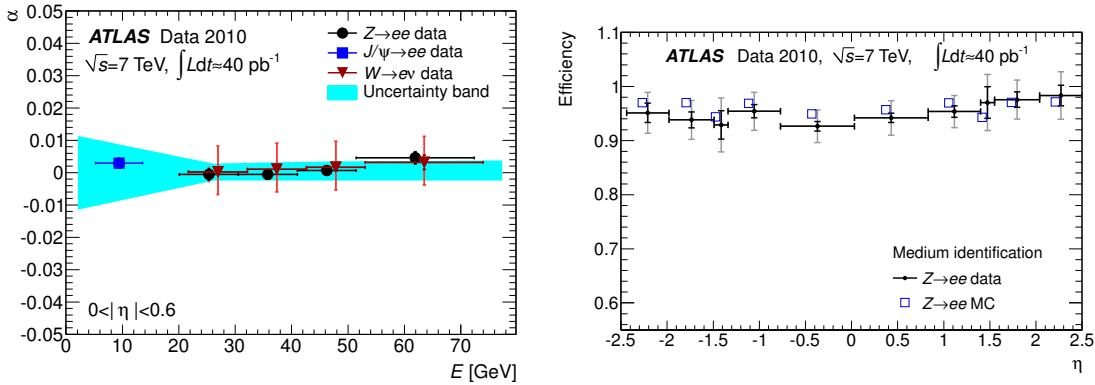 α
0.05
0.04
0.03
0.02
0.01
0
-0.01
-0.02
-0.03
-0.04
-0.05
ATLAS Data 2010
√s=7 TeV, ∫Ldt≈40 pb⁻¹
Z→ee data
J/ψ→ee data
W→eν data
Uncertainty band
0<|η|<0.6
0 10 20 30 40 50 60 70
E [GeV]
Efficiency
1.1
1
0.9
0.8
0.7
0.6
ATLAS Data 2010, √s=7 TeV, ∫Ldt≈40 pb⁻¹
Medium identification
Z→ee data
Z→ee MC
-2.5 -2 -1.5 -1 -0.5 0 0.5 1 1.5 2 2.5
η